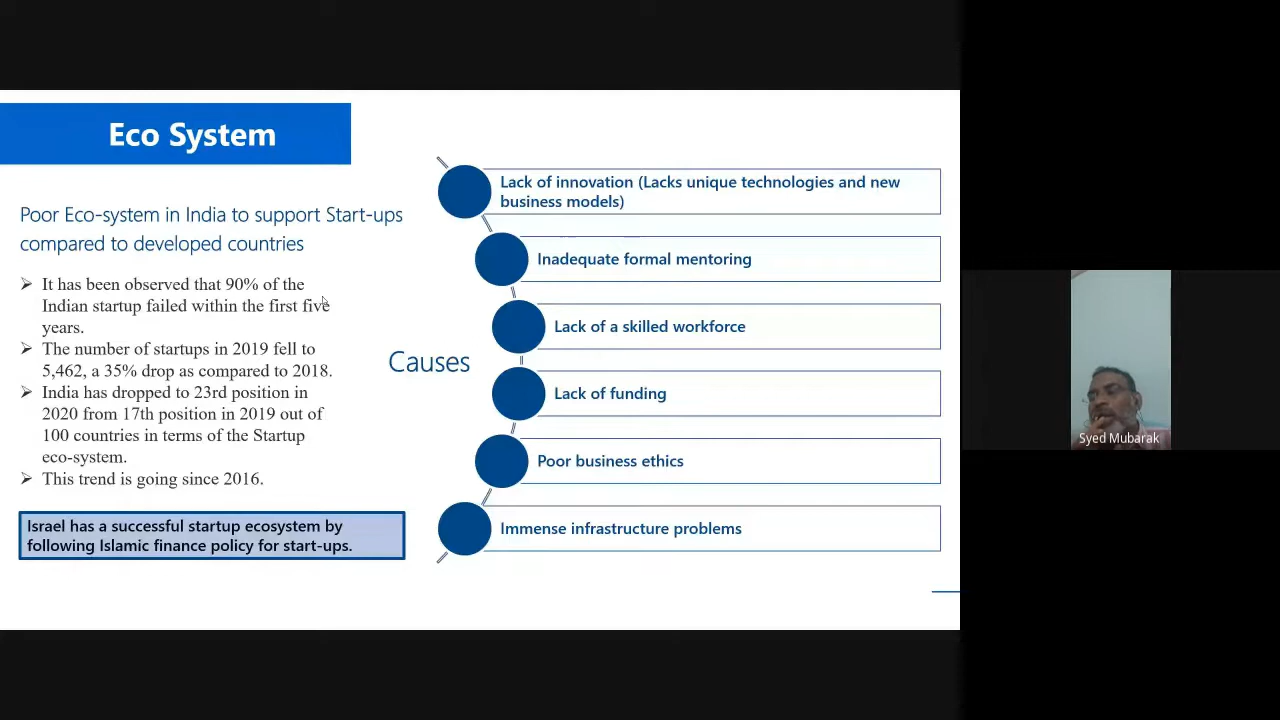 Eco System
Poor Eco-system in India to support Start-ups
compared to developed countries
➢ It has been observed that 90% of the
Indian startup failed within the first five
years.
➢ The number of startups in 2019 fell to
5,462, a 35% drop as compared to 2018.
➢ India has dropped to 23rd position in
2020 from 17th position in 2019 out of
100 countries in terms of the Startup
eco-system.
➢ This trend is going since 2016.
Israel has a successful startup ecosystem by
following Islamic finance policy for start-ups.
Causes
Lack of innovation (Lacks unique technologies and new
business models)
Inadequate formal mentoring
Lack of a skilled workforce
Lack of funding
Poor business ethics
Immense infrastructure problems
Syed Mubarak